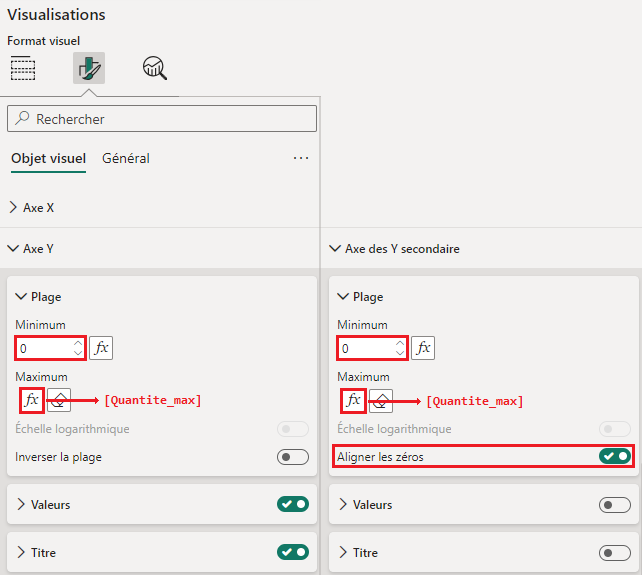 Visualisations
Format visuel
Rechercher
Objet visuel Général ...
Axe X
Axe Y
Plage
Minimum
0 fx
Maximum
fx [Quantite_max]
Échelle logarithmique
Inverser la plage
Valeurs
Titre
Axe des Y secondaire
Plage
Minimum
0 fx
Maximum
fx [Quantite_max]
Échelle logarithmique
Aligner les zéros
Valeurs
Titre